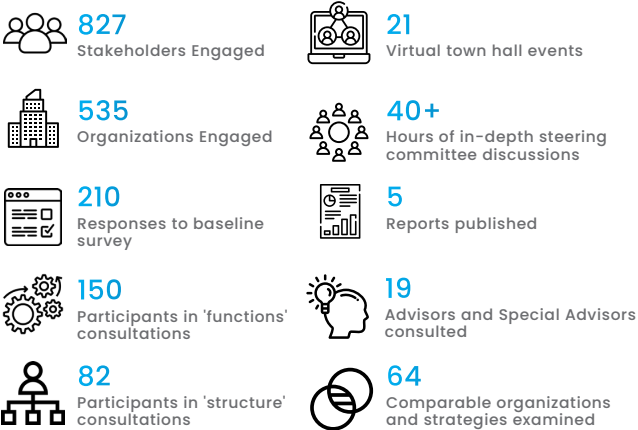 827
Stakeholders Engaged
21
Virtual town hall events
535
Organizations Engaged
40+
Hours of in-depth steering
committee discussions
210
Responses to baseline
survey
5
Reports published
150
Participants in 'functions'
consultations
19
Advisors and Special Advisors
consulted
82
Participants in 'structure'
consultations
64
Comparable organizations
and strategies examined